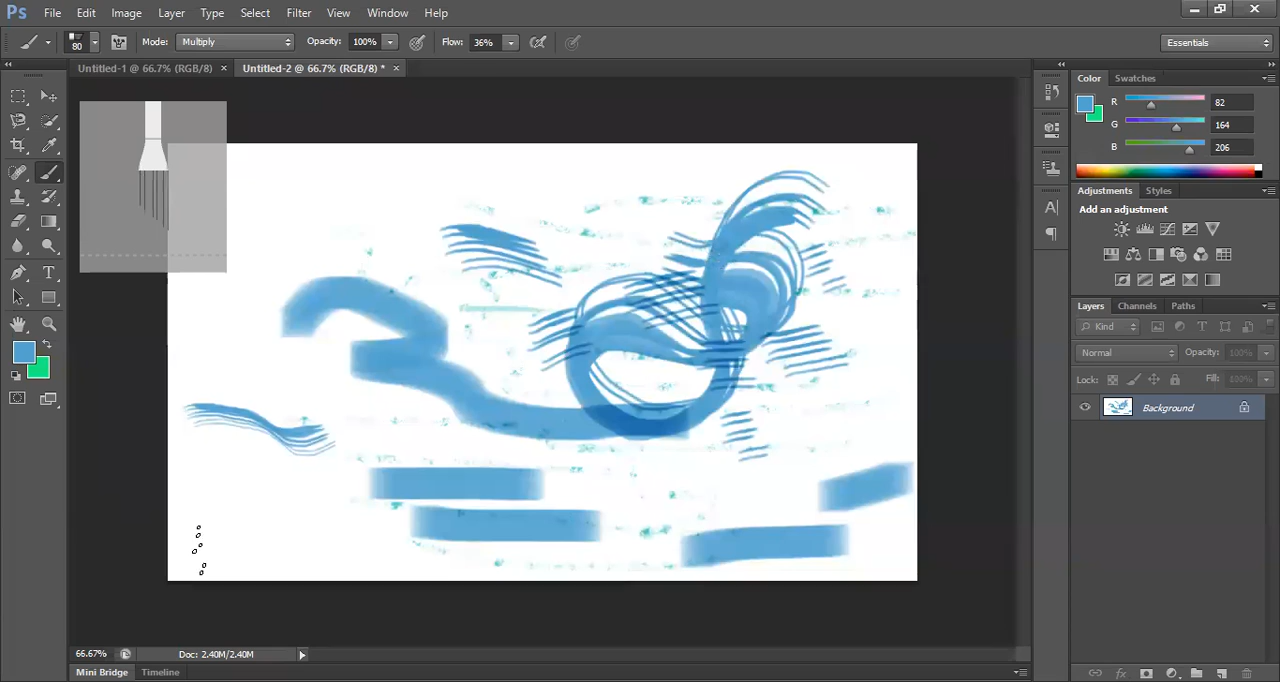 Ps File Edit Image Layer Type Select Filter View Window Help
80 Mode: Multiply Opacity: 100% Flow: 36% Essentials
Untitled-1 @ 66.7% (RGB/8) × Untitled-2 @ 66.7% (RGB/8) * ×
Color Swatches
R 82
G 164
B 206
Adjustments Styles
Add an adjustment
Layers Channels Paths
Kind
Normal Opacity: 100%
Lock: Fill: 100%
Background
66.67% Doc: 2.40M/2.40M
Mini Bridge Timeline